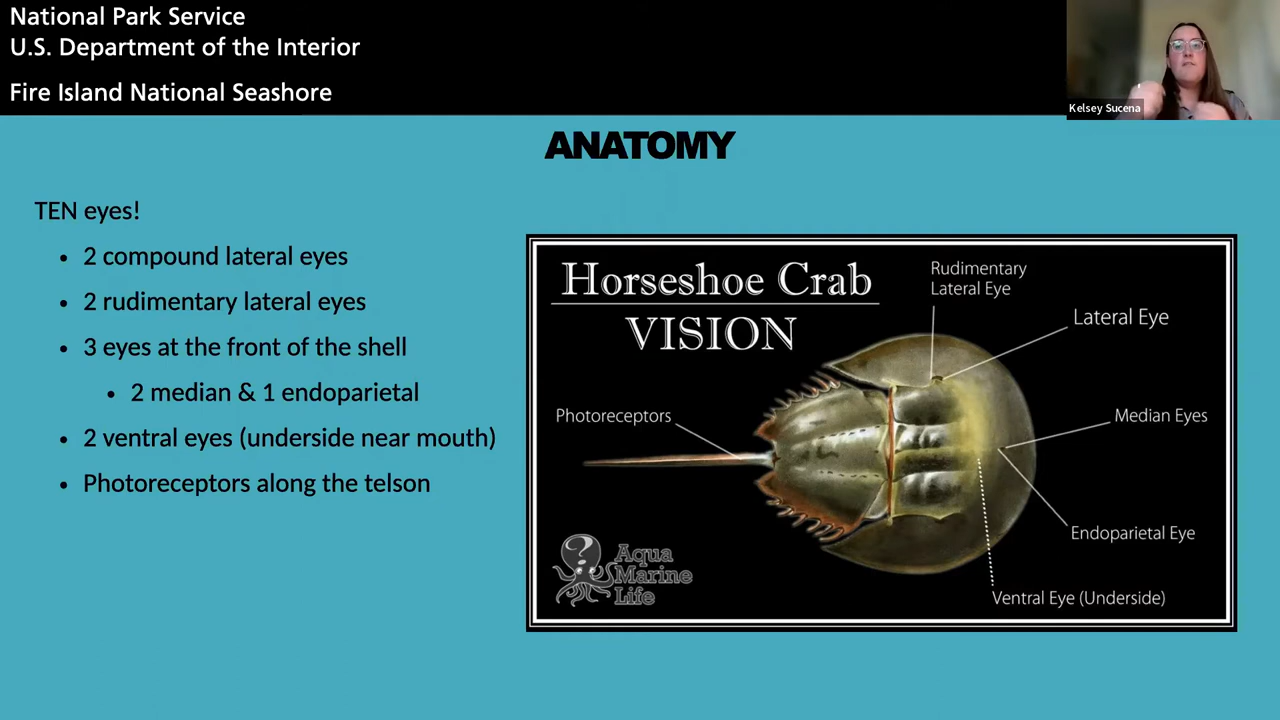 National Park Service
U.S. Department of the Interior
Fire Island National Seashore
Kelsey Sucena
ANATOMY
TEN eyes!
• 2 compound lateral eyes
• 2 rudimentary lateral eyes
• 3 eyes at the front of the shell
• 2 median & 1 endoparietal
• 2 ventral eyes (underside near mouth)
• Photoreceptors along the telson
Horseshoe Crab
VISION
Rudimentary
Lateral Eye
Lateral Eye
Photoreceptors
Median Eyes
Endoparietal Eye
Ventral Eye (Underside)
?
Aqua
Marine
Life